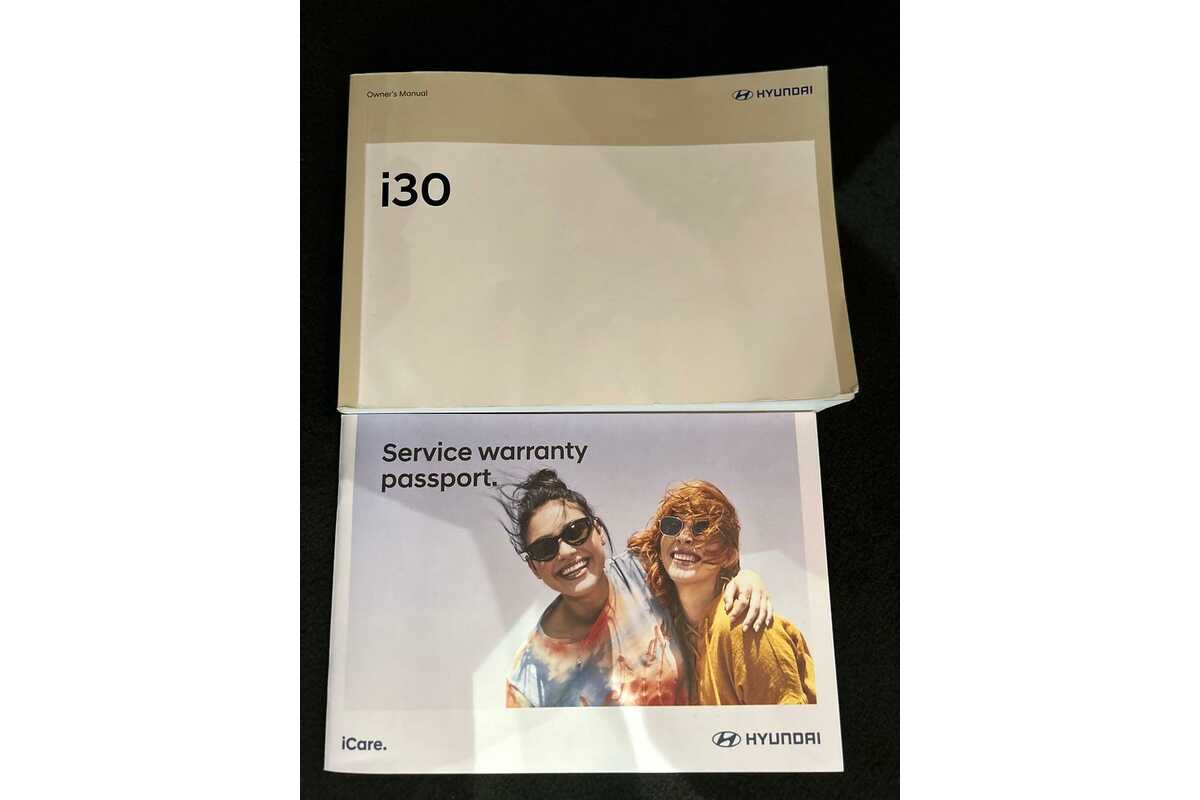 Owner's Manual
HYUNDAI
i30
Service warranty
passport.
iCare.
HYUNDAI